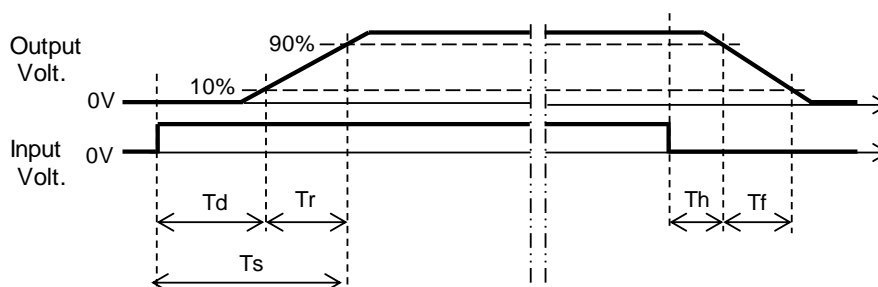 Output
Volt.
90%
10%
0V
Input
Volt.
0V
Td
Tr
Th
Tf
Ts